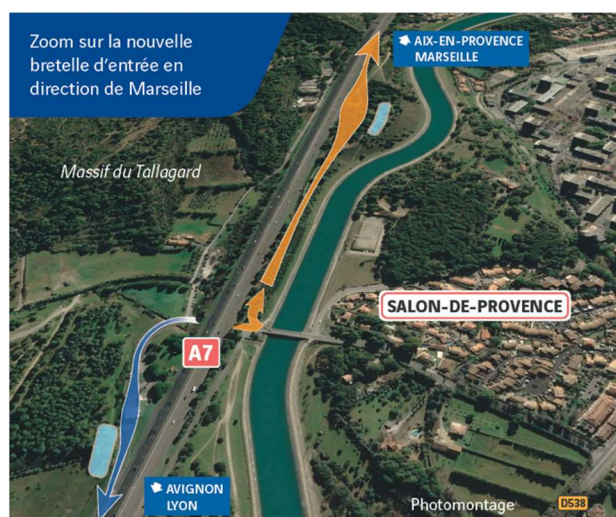 Zoom sur la nouvelle
bretelle d'entrée en
direction de Marseille
AIX-EN-PROVENCE
MARSEILLE
Massif du Tallagard
SALON-DE-PROVENCE
A7
AVIGNON
LYON
Photomontage
D538